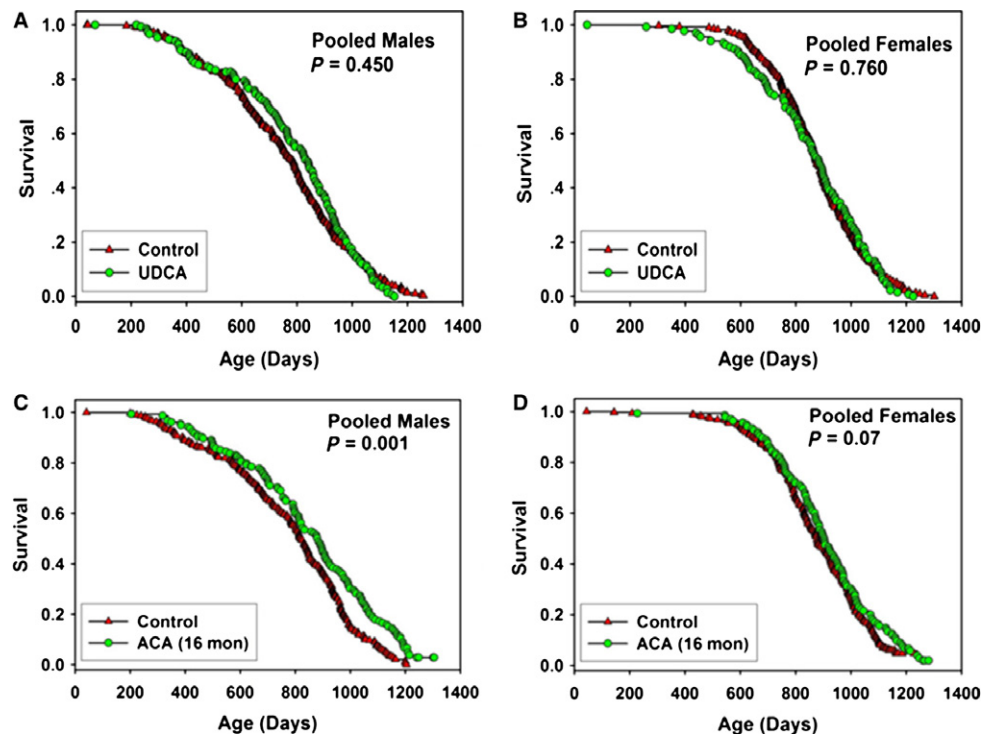 A
Pooled Males
P = 0.450
1.0
.8
.6
.4
.2
0.0
Survival
Control
UDCA
0 200 400 600 800 1000 1200 1400
Age (Days)
B
Pooled Females
P = 0.760
1.0
.8
.6
.4
.2
0.0
Survival
Control
UDCA
0 200 400 600 800 1000 1200 1400
Age (Days)
C
Pooled Males
P = 0.001
1.0
0.8
0.6
0.4
0.2
0.0
Survival
Control
ACA (16 mon)
0 200 400 600 800 1000 1200 1400
Age (Days)
D
Pooled Females
P = 0.07
1.0
0.8
0.6
0.4
0.2
0.0
Survival
Control
ACA (16 mon)
0 200 400 600 800 1000 1200 1400
Age (Days)